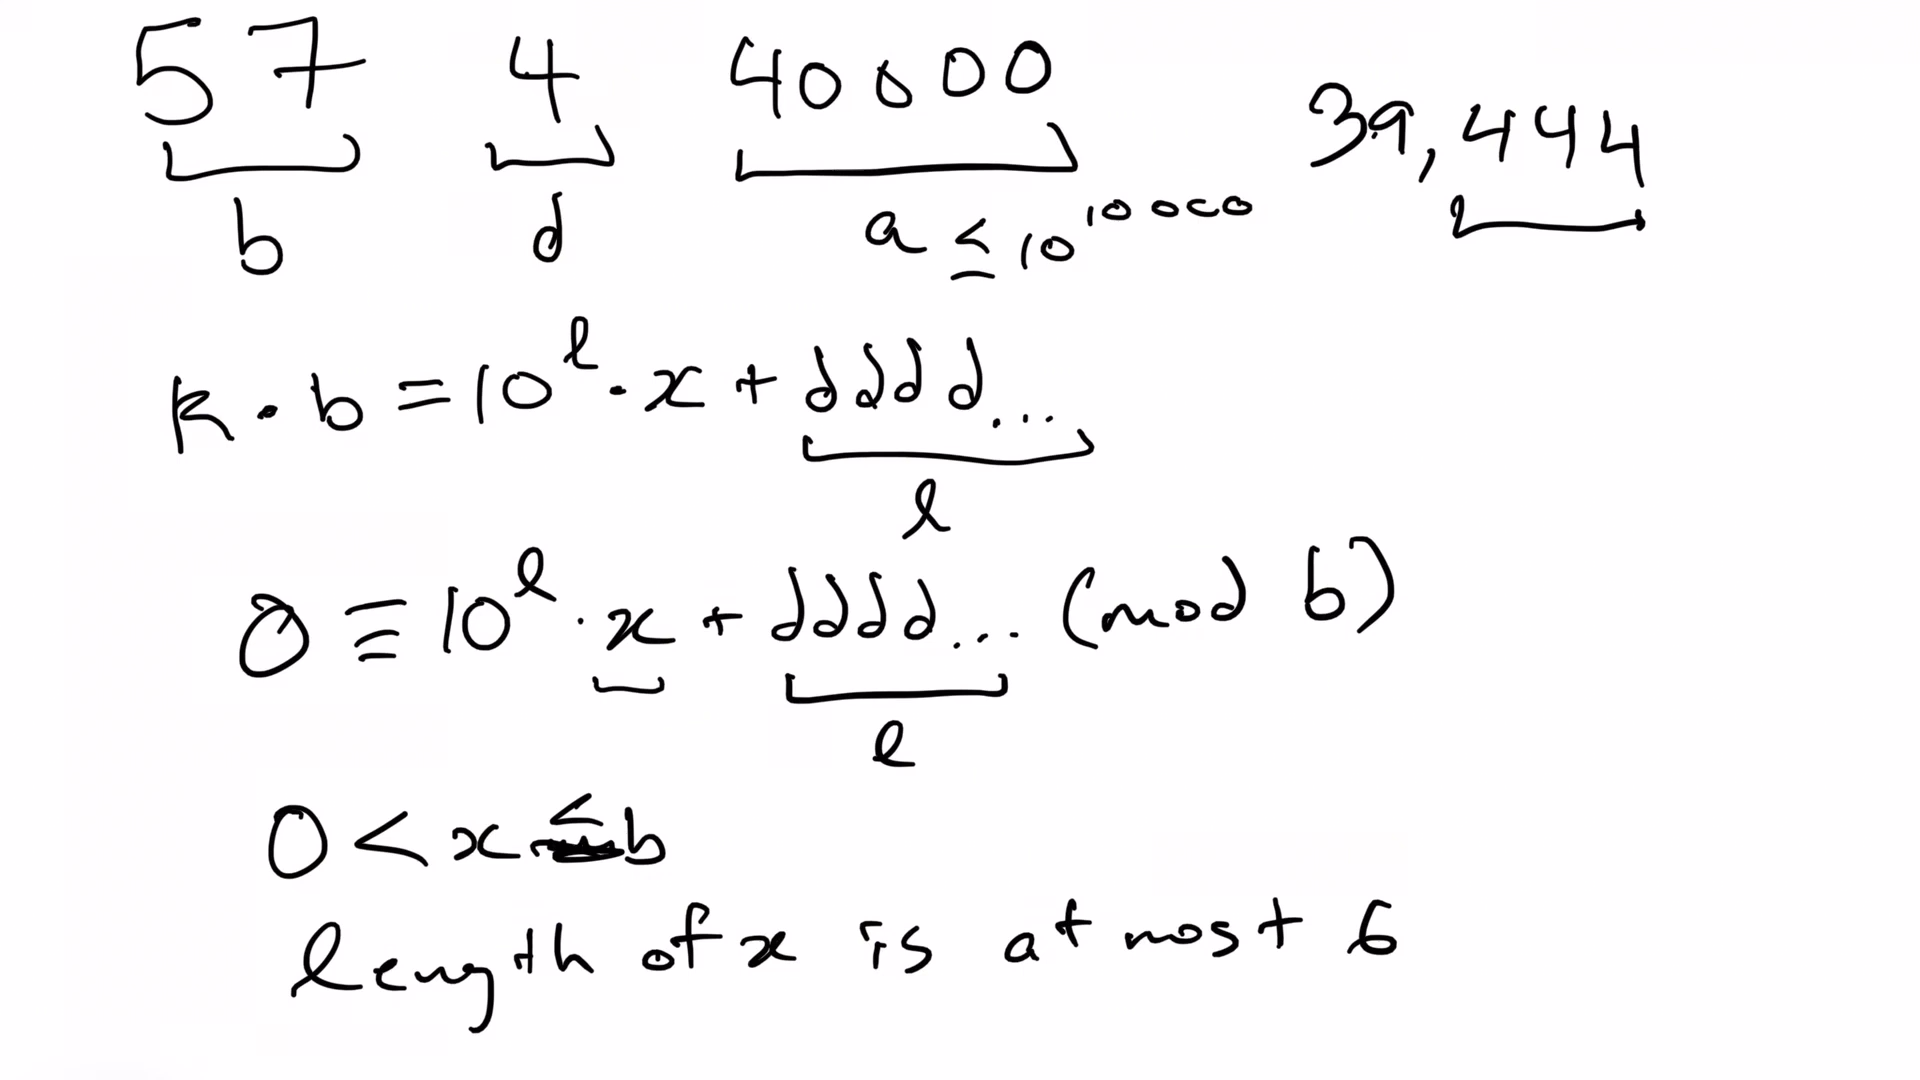 57 4 40000 39,444
b d a ≤ 10^10000
k · b = 10^l · x + dddd...
l
0 ≡ 10^l · x + dddd... (mod b)
l
0 < x ≤ b
length of x is at most 6